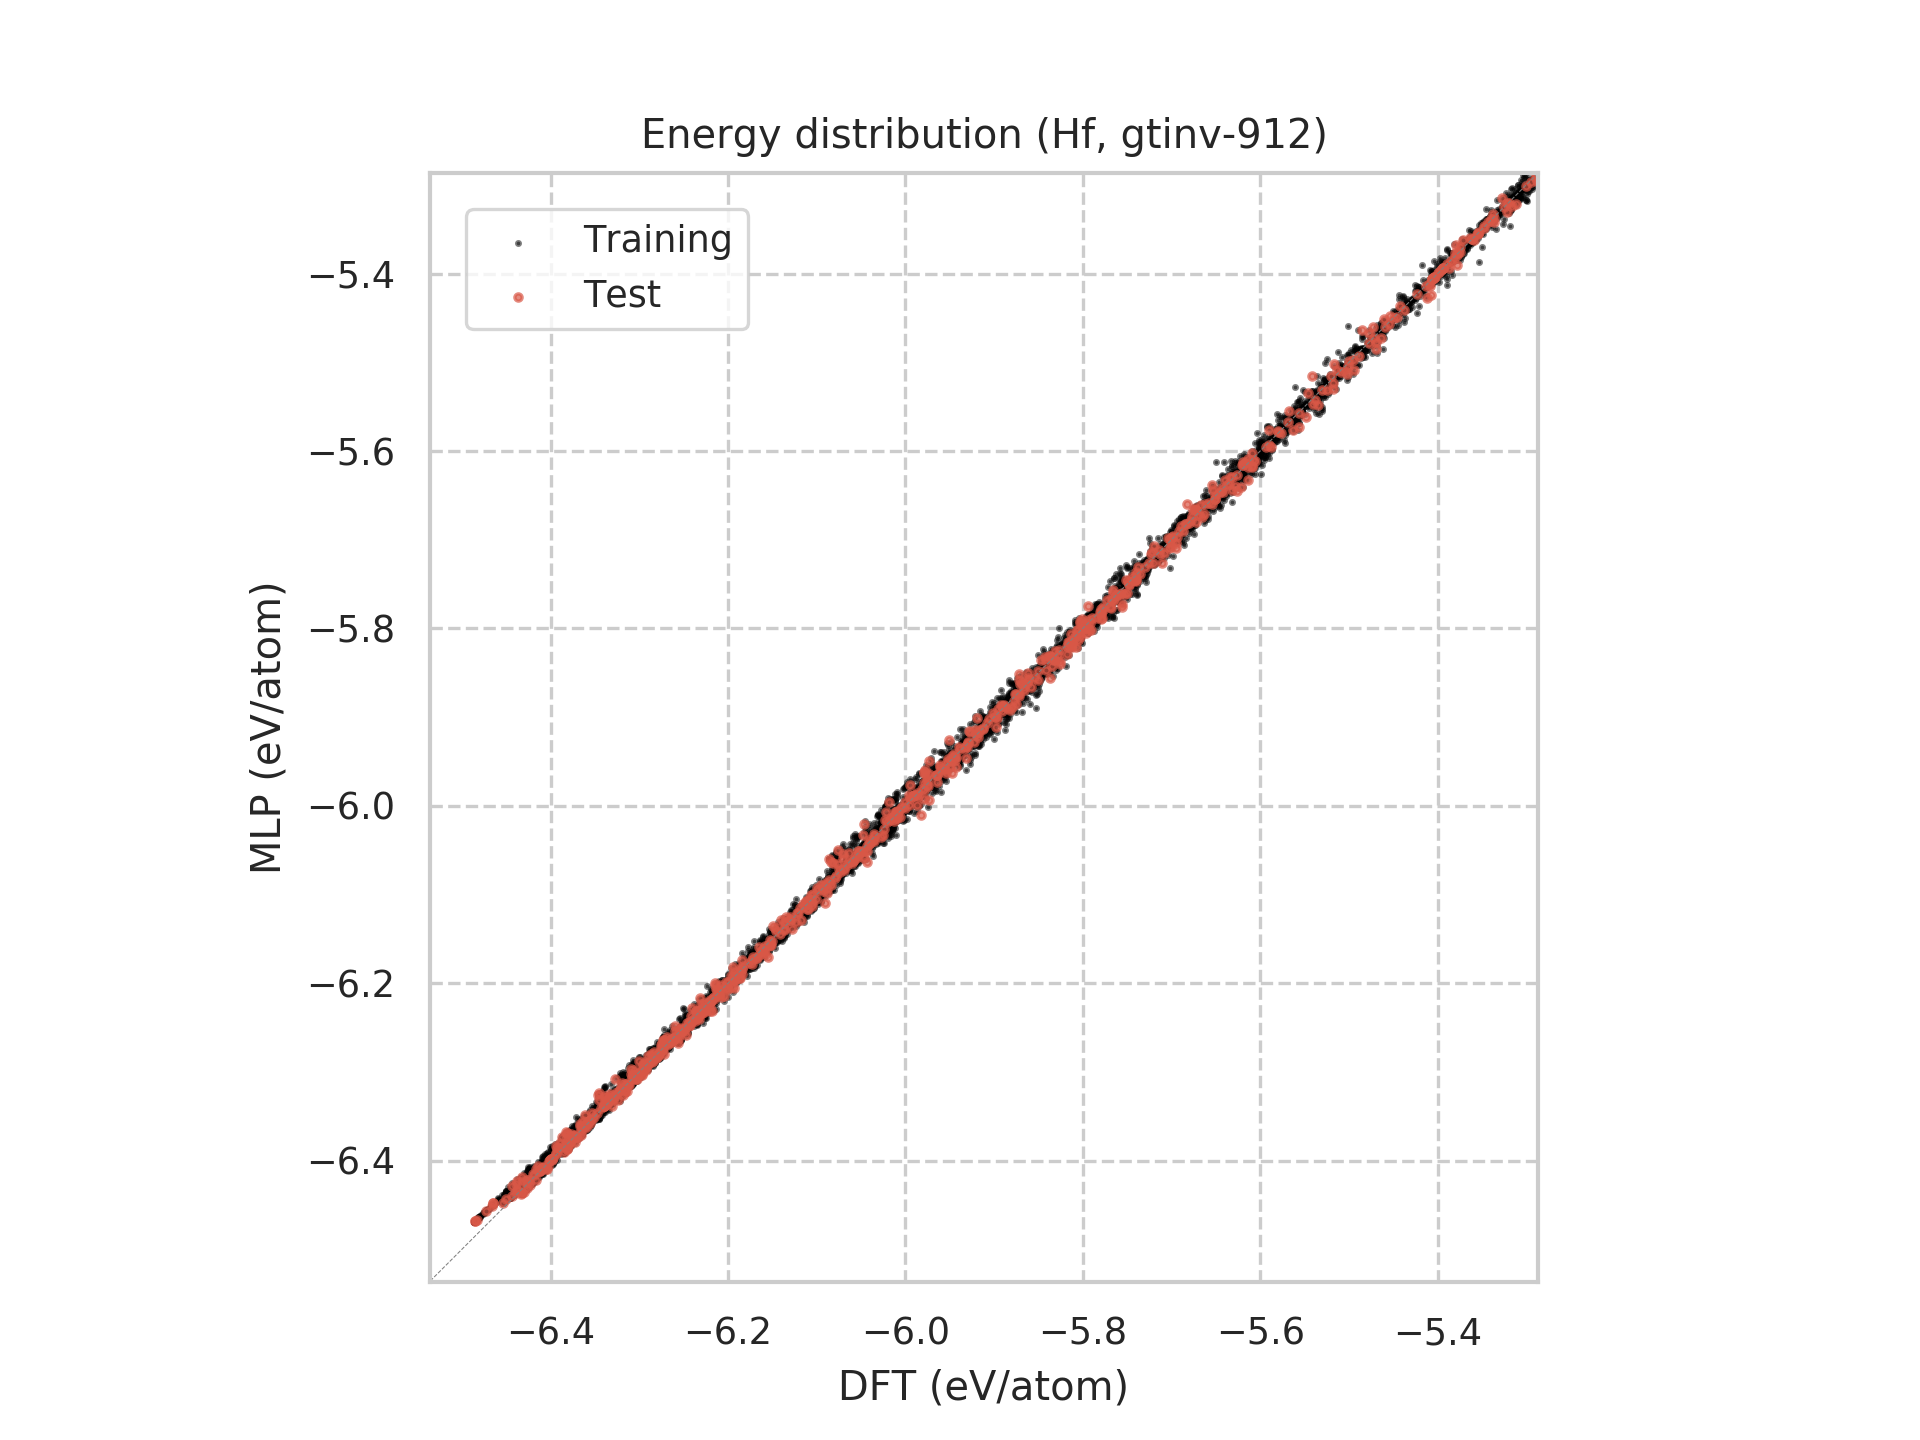 Energy distribution (Hf, gtinv-912)
Training
Test
−5.4
−5.6
−5.8
−6.0
−6.2
−6.4
MLP (eV/atom)
−6.4 −6.2 −6.0 −5.8 −5.6 −5.4
DFT (eV/atom)